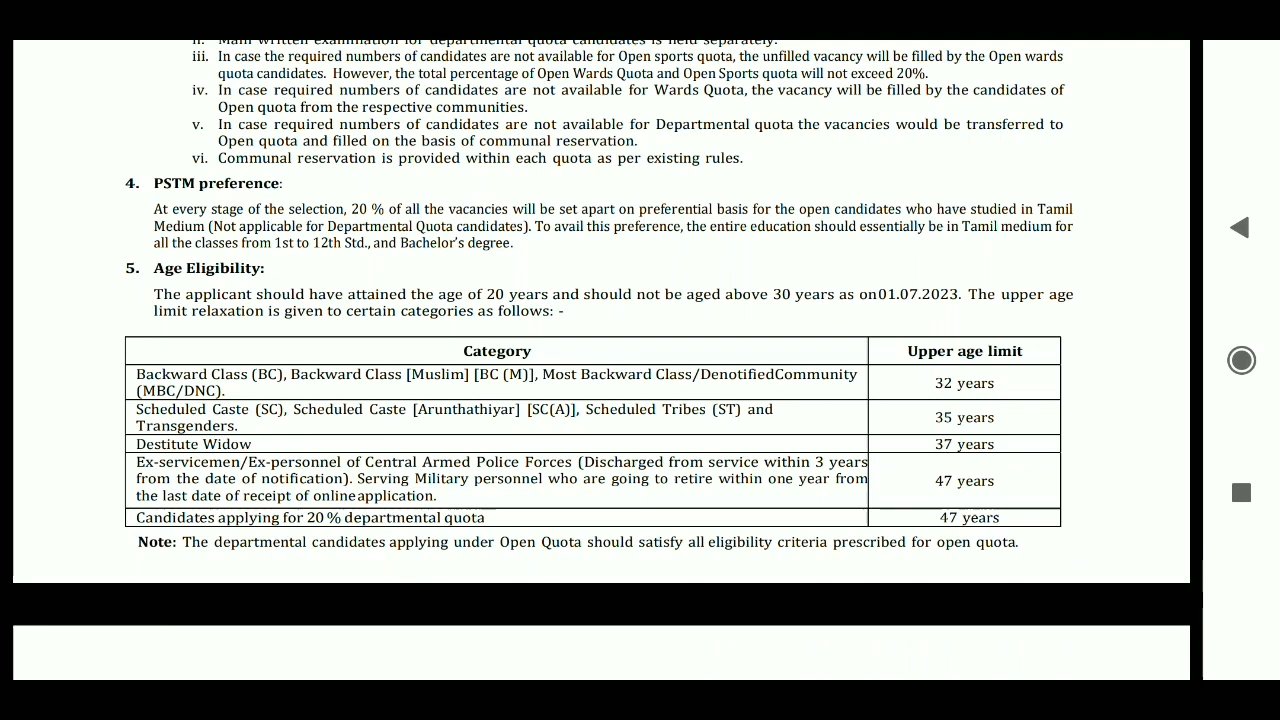 ii. Main written examination for departmental quota candidates is held separately.
iii. In case the required numbers of candidates are not available for Open sports quota, the unfilled vacancy will be filled by the Open wards
quota candidates. However, the total percentage of Open Wards Quota and Open Sports quota will not exceed 20%.
iv. In case required numbers of candidates are not available for Wards Quota, the vacancy will be filled by the candidates of
Open quota from the respective communities.
v. In case required numbers of candidates are not available for Departmental quota the vacancies would be transferred to
Open quota and filled on the basis of communal reservation.
vi. Communal reservation is provided within each quota as per existing rules.
4. PSTM preference:
At every stage of the selection, 20 % of all the vacancies will be set apart on preferential basis for the open candidates who have studied in Tamil
Medium (Not applicable for Departmental Quota candidates). To avail this preference, the entire education should essentially be in Tamil medium for
all the classes from 1st to 12th Std., and Bachelor's degree.
5. Age Eligibility:
The applicant should have attained the age of 20 years and should not be aged above 30 years as on01.07.2023. The upper age
limit relaxation is given to certain categories as follows: -
Category Upper age limit
Backward Class (BC), Backward Class [Muslim] [BC (M)], Most Backward Class/DenotifiedCommunity
(MBC/DNC).
32 years
Scheduled Caste (SC), Scheduled Caste [Arunthathiyar] [SC(A)], Scheduled Tribes (ST) and
Transgenders.
35 years
Destitute Widow 37 years
Ex-servicemen/Ex-personnel of Central Armed Police Forces (Discharged from service within 3 years
from the date of notification). Serving Military personnel who are going to retire within one year from
the last date of receipt of onlineapplication.
47 years
Candidates applying for 20 % departmental quota 47 years
Note: The departmental candidates applying under Open Quota should satisfy all eligibility criteria prescribed for open quota.